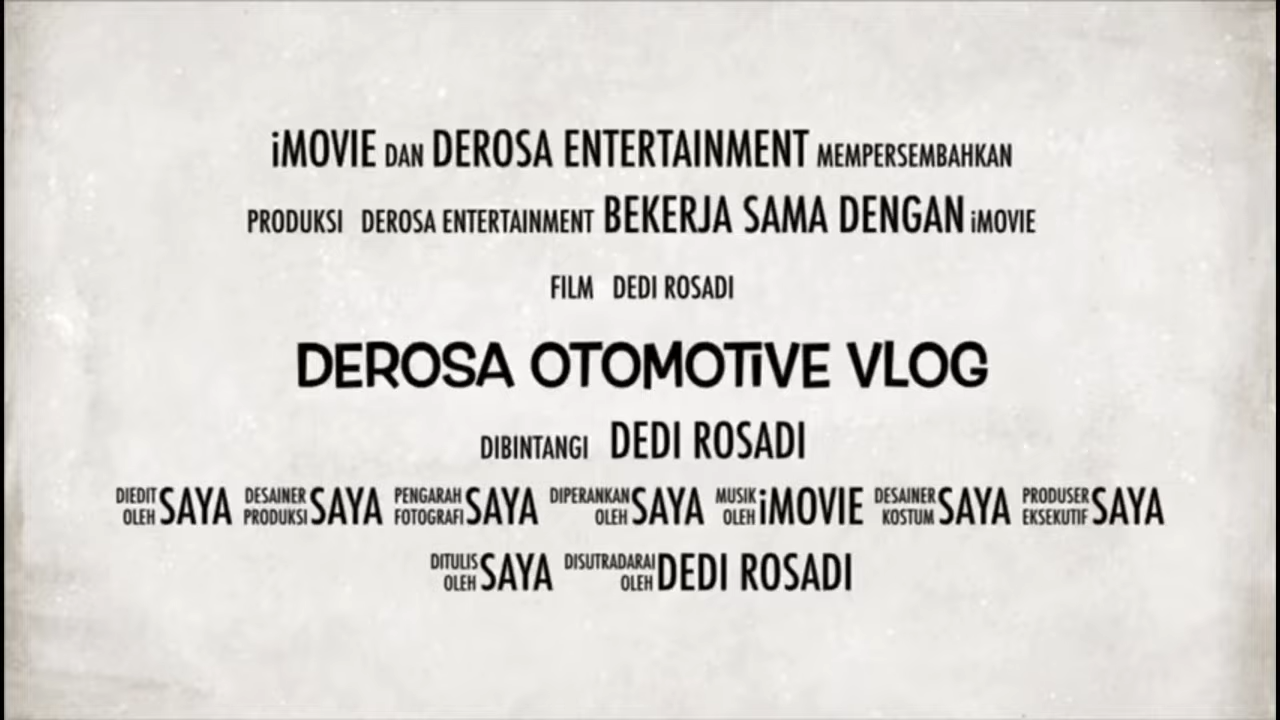 iMOVIE DAN DEROSA ENTERTAINMENT MEMPERSEMBAHKAN
PRODUKSI DEROSA ENTERTAINMENT BEKERJA SAMA DENGAN iMOVIE
FILM DEDI ROSADI
DEROSA OTOMOTiVE VLOG
DIBINTANGI DEDI ROSADI
DIEDIT OLEH SAYA DESAINER PRODUKSI SAYA PENGARAH FOTOGRAFI SAYA DIPERANKAN OLEH SAYA MUSIK OLEH iMOVIE DESAINER KOSTUM SAYA PRODUSER EKSEKUTIF SAYA
DITULIS OLEH SAYA DISUTRADARAI OLEH DEDI ROSADI